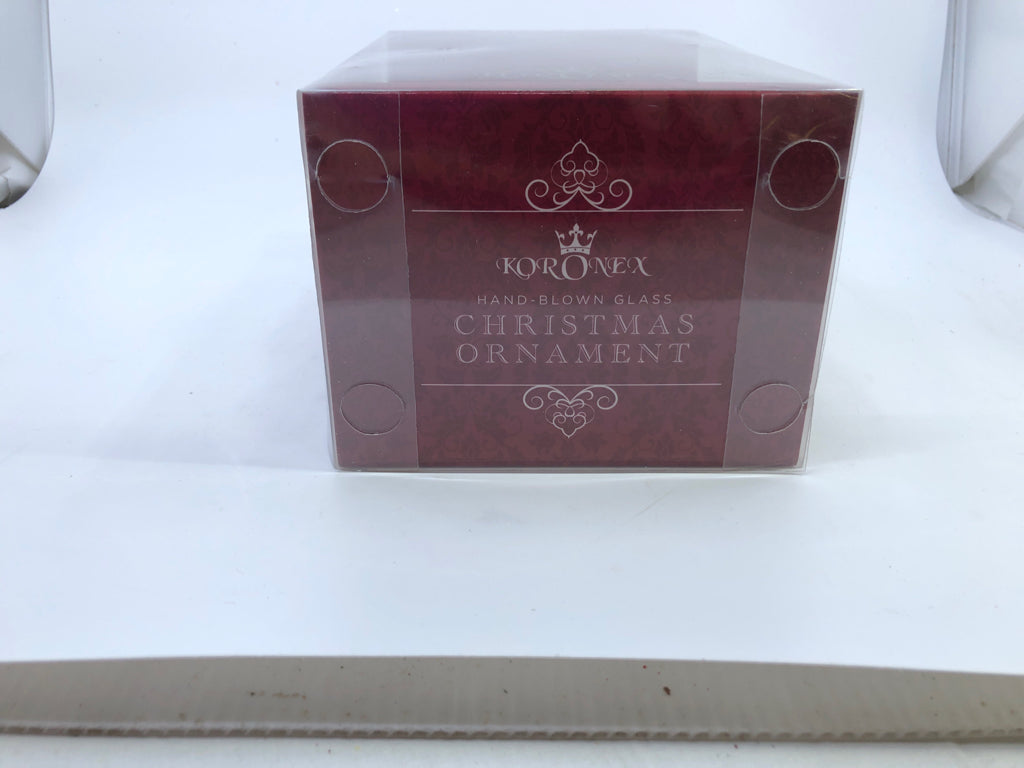 KORONEX
HAND-BLOWN GLASS
CHRISTMAS
ORNAMENT